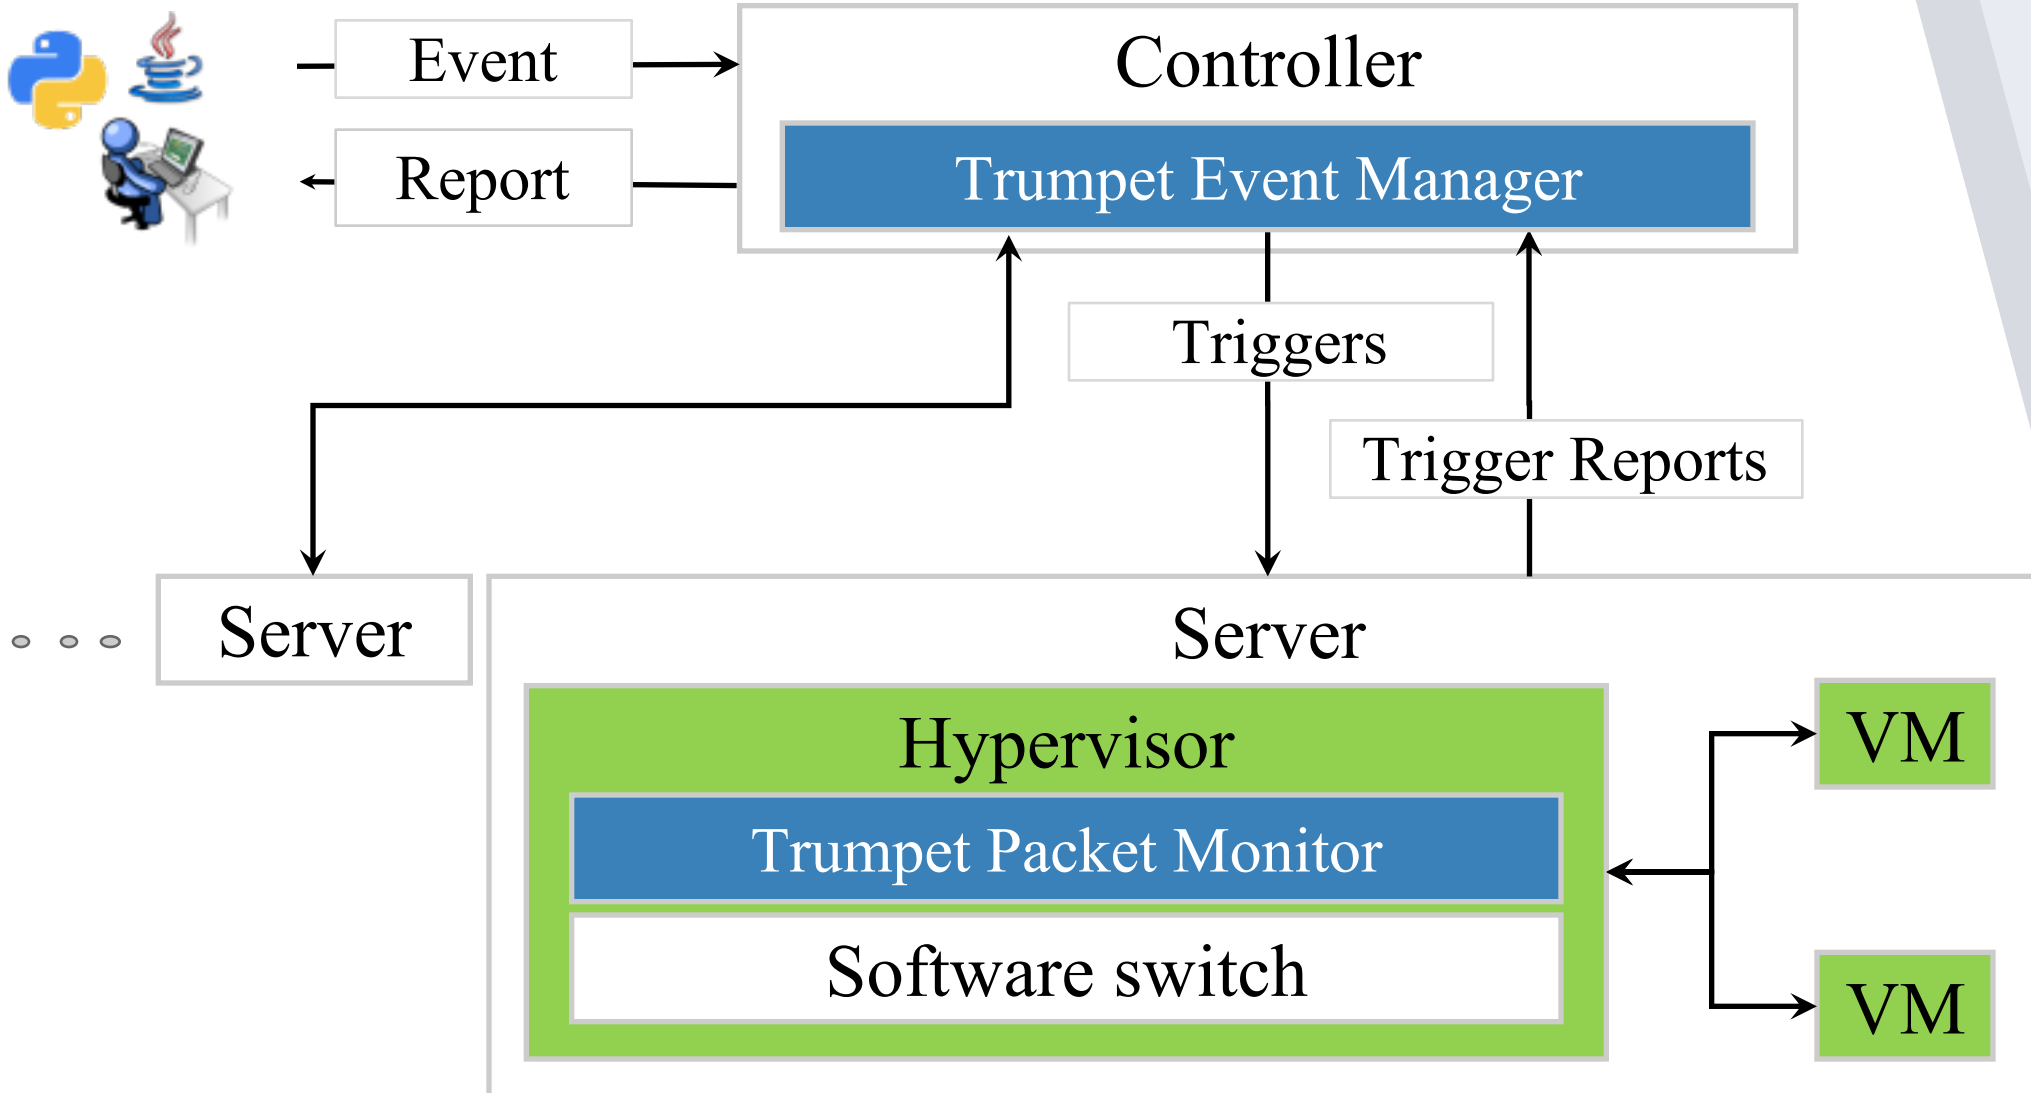 Event
Controller
Report
Trumpet Event Manager
Triggers
Trigger Reports
Server
Server
Hypervisor
VM
Trumpet Packet Monitor
Software switch
VM